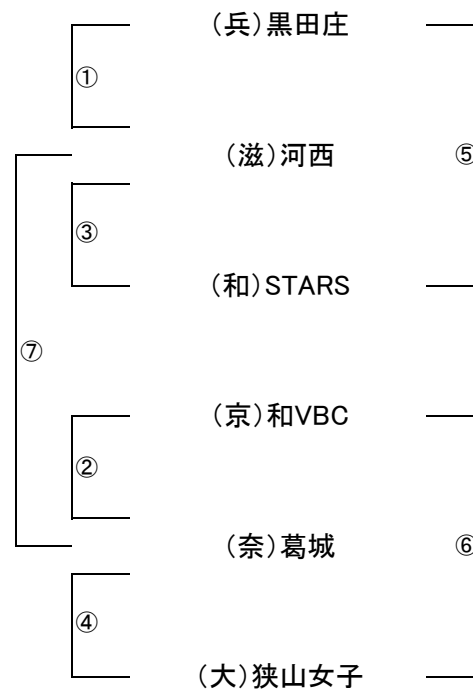 (兵)黒田庄
①
(滋)河西 ⑤
③
(和)STARS
⑦
(京)和VBC
②
(奈)葛城 ⑥
④
(大)狭山女子